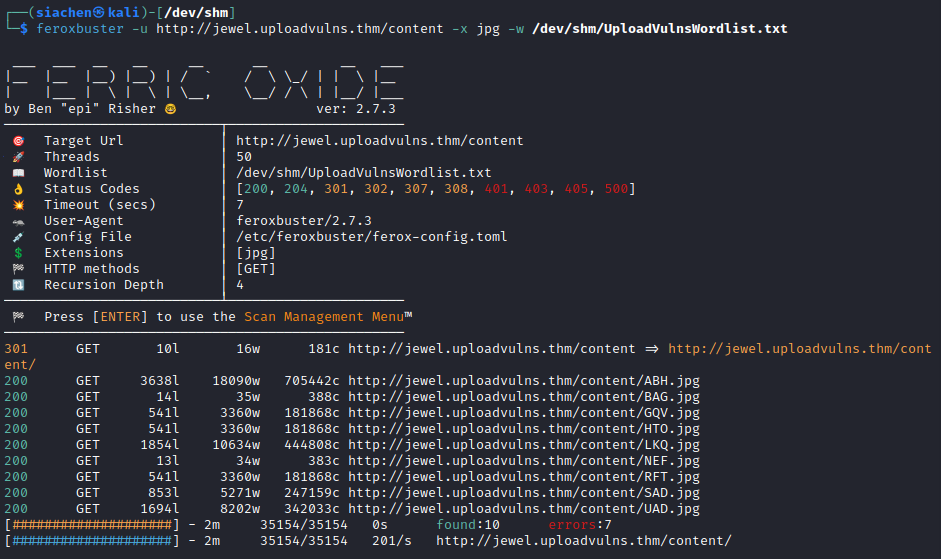 (siachen㉿kali)-[/dev/shm]
$ feroxbuster -u http://jewel.uploadvulns.thm/content -x jpg -w /dev/shm/UploadVulnsWordlist.txt
FERRIC OXIDE
by Ben "epi" Risher 🤓 ver: 2.7.3
🎯 Target Url │ http://jewel.uploadvulns.thm/content
🚀 Threads │ 50
📖 Wordlist │ /dev/shm/UploadVulnsWordlist.txt
👌 Status Codes │ [200, 204, 301, 302, 307, 308, 401, 403, 405, 500]
💥 Timeout (secs) │ 7
🦡 User-Agent │ feroxbuster/2.7.3
💉 Config File │ /etc/feroxbuster/ferox-config.toml
💲 Extensions │ [jpg]
🏁 HTTP methods │ [GET]
🔃 Recursion Depth │ 4
🏁 Press [ENTER] to use the Scan Management Menu™
301 GET 10l 16w 181c http://jewel.uploadvulns.thm/content => http://jewel.uploadvulns.thm/cont
ent/
200 GET 3638l 18090w 705442c http://jewel.uploadvulns.thm/content/ABH.jpg
200 GET 14l 35w 388c http://jewel.uploadvulns.thm/content/BAG.jpg
200 GET 541l 3360w 181868c http://jewel.uploadvulns.thm/content/GQV.jpg
200 GET 541l 3360w 181868c http://jewel.uploadvulns.thm/content/HTO.jpg
200 GET 1854l 10634w 444808c http://jewel.uploadvulns.thm/content/LKQ.jpg
200 GET 13l 34w 383c http://jewel.uploadvulns.thm/content/NEF.jpg
200 GET 541l 3360w 181868c http://jewel.uploadvulns.thm/content/RFT.jpg
200 GET 853l 5271w 247159c http://jewel.uploadvulns.thm/content/SAD.jpg
200 GET 1694l 8202w 342033c http://jewel.uploadvulns.thm/content/UAD.jpg
[####################] - 2m 35154/35154 0s found:10 errors:7
[####################] - 2m 35154/35154 201/s http://jewel.uploadvulns.thm/content/